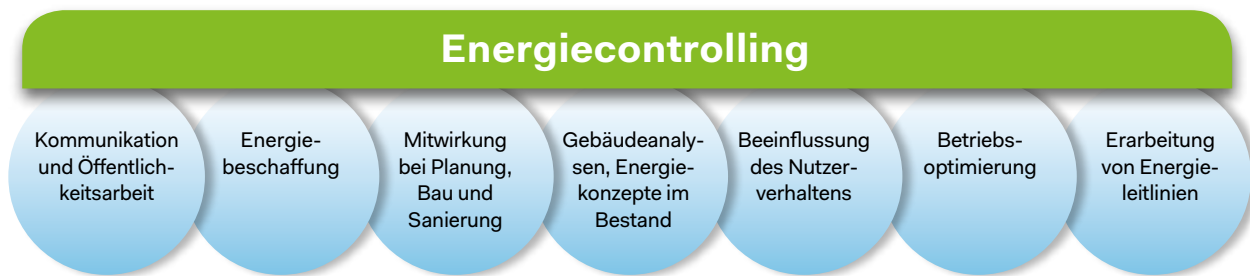 Energiecontrolling
Kommunikation
und Öffentlich-
keitsarbeit
Energie-
beschaffung
Mitwirkung
bei Planung,
Bau und
Sanierung
Gebäudeanaly-
sen, Energie-
konzepte im
Bestand
Beeinflussung
des Nutzer-
verhaltens
Betriebs-
optimierung
Erarbeitung
von Energie-
leitlinien